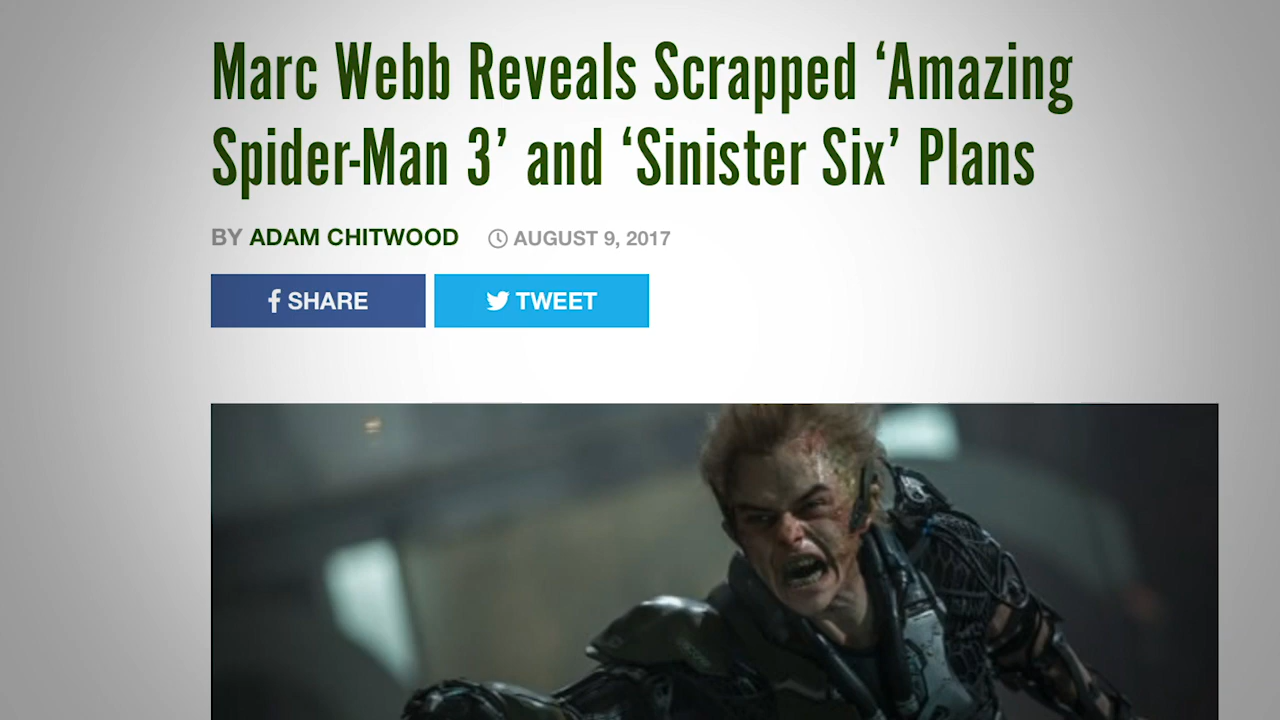 Marc Webb Reveals Scrapped ‘Amazing
Spider-Man 3’ and ‘Sinister Six’ Plans
BY ADAM CHITWOOD AUGUST 9, 2017
SHARE TWEET